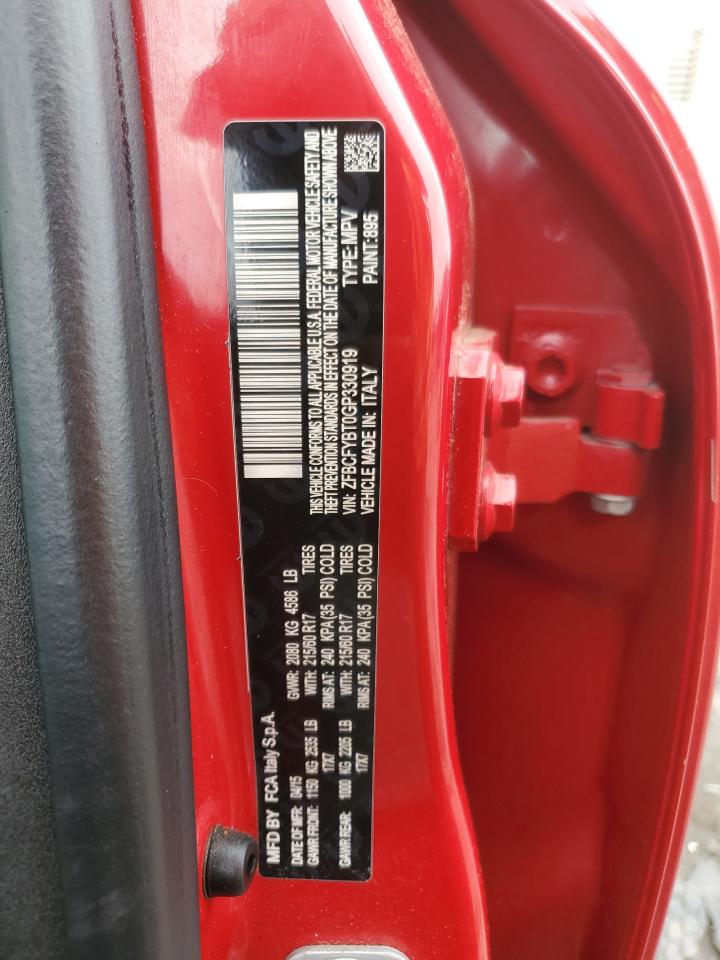 MFD BY FCA Italy S.p.A.
DATE OF MFR: 04/15 GVWR: 2080 KG 4586 LB
GAWR FRONT: 1150 KG 2535 LB WITH: 215/60 R17 TIRES
17X7 RIMS AT: 240 KPA(35 PSI) COLD
GAWR REAR: 1000 KG 2205 LB WITH: 215/60 R17 TIRES
17X7 RIMS AT: 240 KPA(35 PSI) COLD
THIS VEHICLE CONFORMS TO ALL APPLICABLE U.S.A. FEDERAL MOTOR VEHICLE SAFETY AND
THEFT PREVENTION STANDARDS IN EFFECT ON THE DATE OF MANUFACTURE SHOWN ABOVE
VIN: ZFBCFYBT0GP330919 TYPE:MPV
VEHICLE MADE IN: ITALY PAINT:895